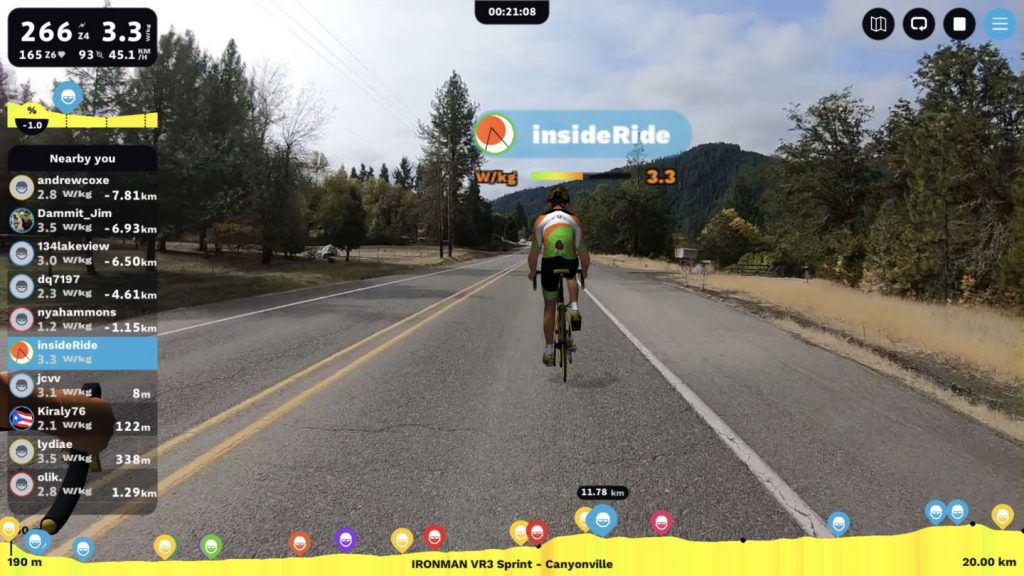 266 Z4 3.3 W/kg
165 Z6 93 45.1 KM/H
00:21:08
%
-1.0
insideRide
W/kg 3.3
Nearby you
andrewcoxe
2.8 W/kg -7.81km
Dammit_Jim
3.5 W/kg -6.93km
134lakeview
3.0 W/kg -6.50km
dq7197
2.3 W/kg -4.61km
nyahammons
1.2 W/kg -1.15km
insideRide
3.3 W/kg
jcvv
3.1 W/kg 8m
Kiraly76
2.1 W/kg 122m
lydiae
3.5 W/kg 338m
olik.
2.8 W/kg 1.29km
11.78 km
190 m
IRONMAN VR3 Sprint - Canyonville
20.00 km